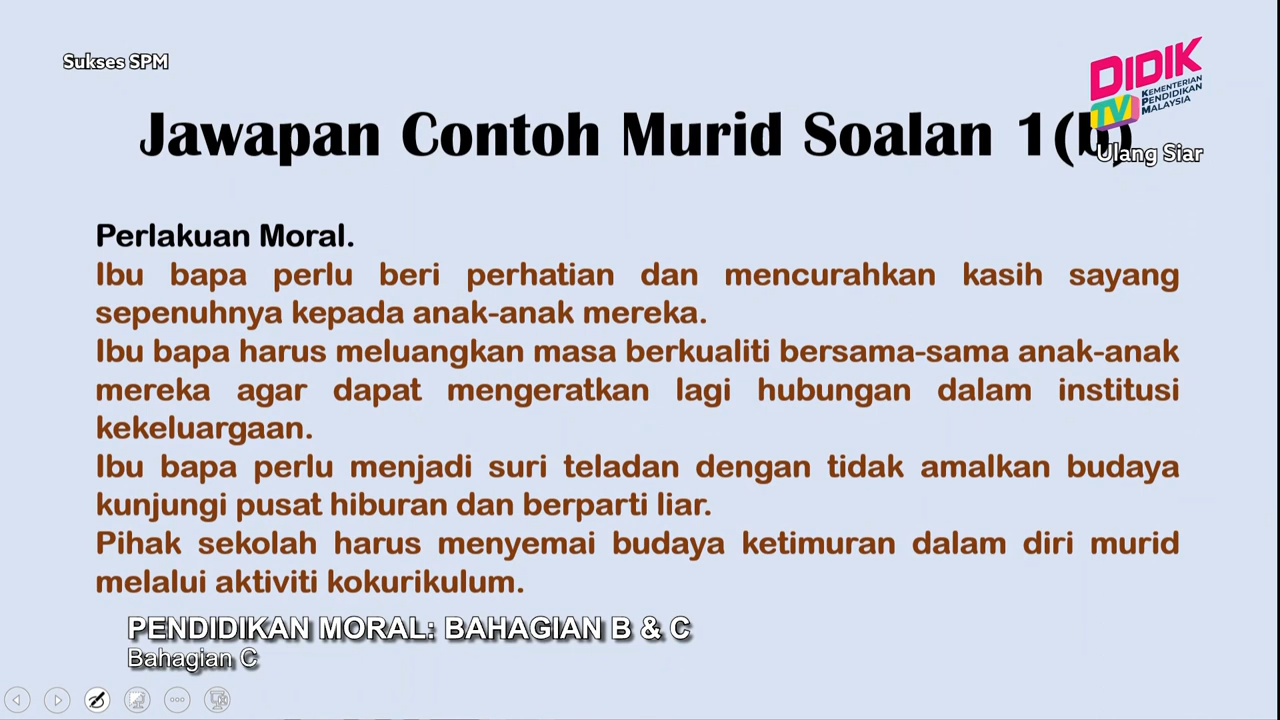 Sukses SPM
DIDIK
TV
KEMENTERIAN
PENDIDIKAN
MALAYSIA
Jawapan Contoh Murid Soalan 1(b)
Ulang Siar
Perlakuan Moral.
Ibu bapa perlu beri perhatian dan mencurahkan kasih sayang
sepenuhnya kepada anak-anak mereka.
Ibu bapa harus meluangkan masa berkualiti bersama-sama anak-anak
mereka agar dapat mengeratkan lagi hubungan dalam institusi
kekeluargaan.
Ibu bapa perlu menjadi suri teladan dengan tidak amalkan budaya
kunjungi pusat hiburan dan berparti liar.
Pihak sekolah harus menyemai budaya ketimuran dalam diri murid
melalui aktiviti kokurikulum.
PENDIDIKAN MORAL: BAHAGIAN B & C
Bahagian C